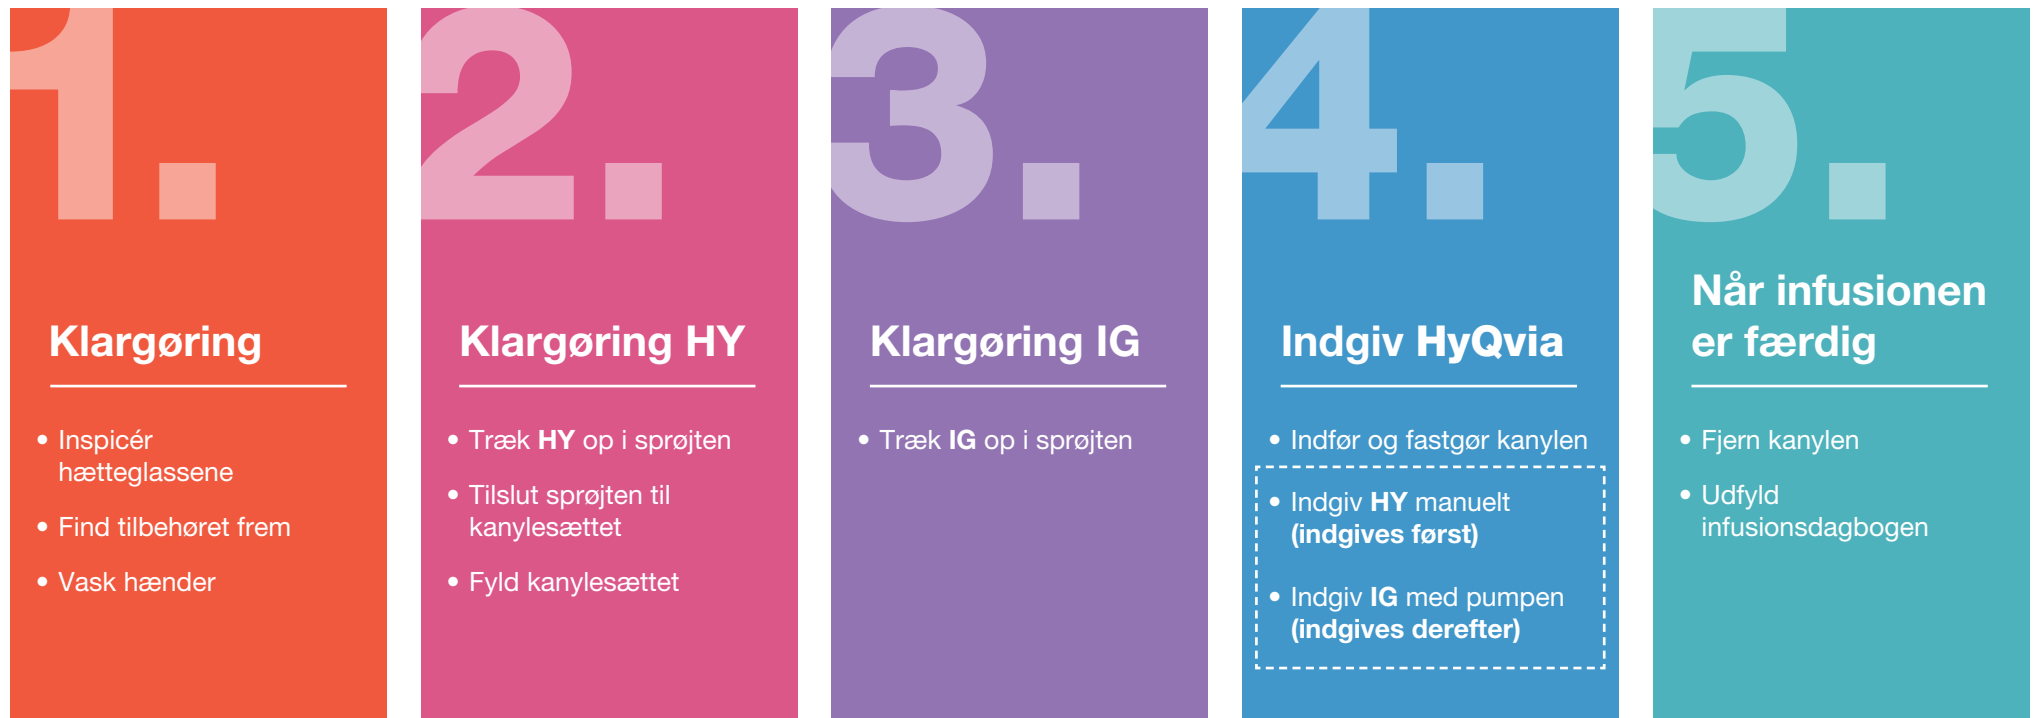 1.
Klargøring
• Inspicér
hætteglassene
• Find tilbehøret frem
• Vask hænder
2.
Klargøring HY
• Træk HY op i sprøjten
• Tilslut sprøjten til
kanylesættet
• Fyld kanylesættet
3.
Klargøring IG
• Træk IG op i sprøjten
4.
Indgiv HyQvia
• Indfør og fastgør kanylen
• Indgiv HY manuelt
(indgives først)
• Indgiv IG med pumpen
(indgives derefter)
5.
Når infusionen
er færdig
• Fjern kanylen
• Udfyld
infusionsdagbogen